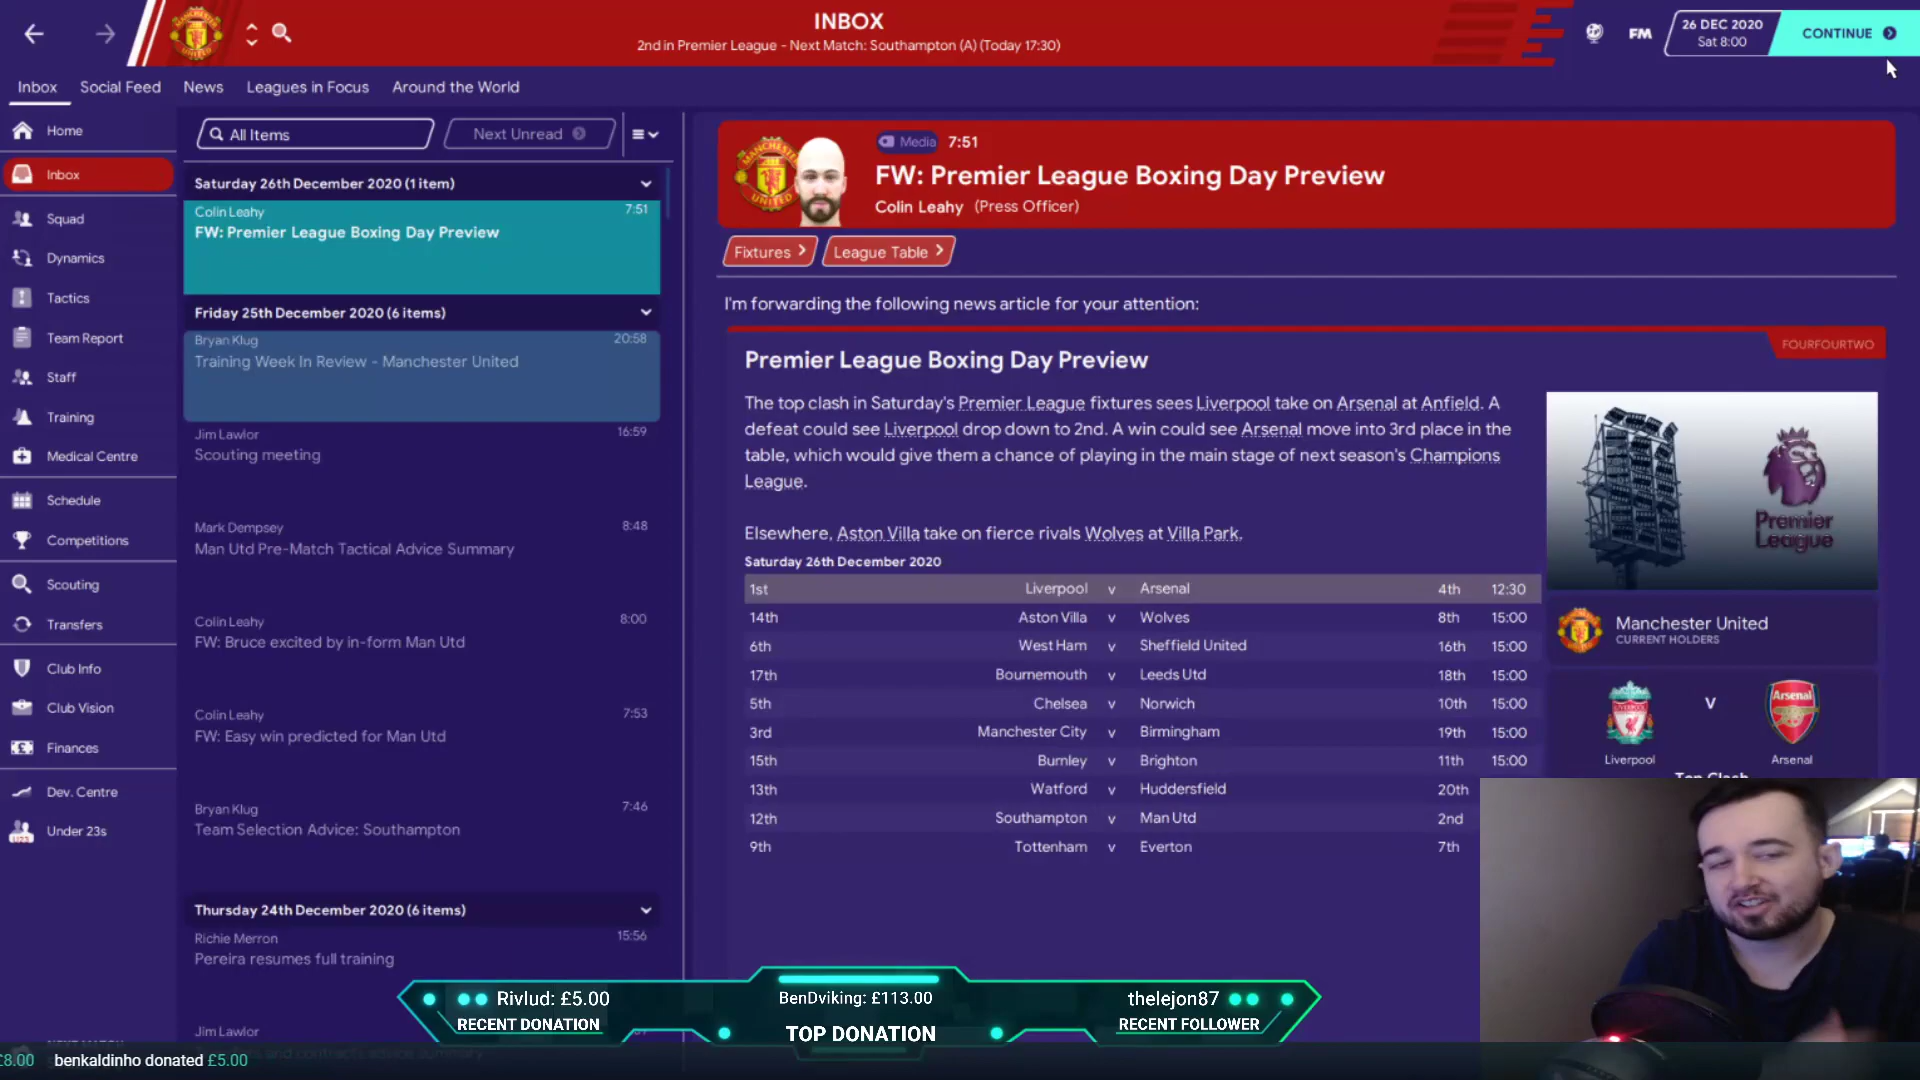 INBOX
2nd in Premier League - Next Match: Southampton (A) (Today 17:30)
FM
26 DEC 2020
Sat 8:00
CONTINUE
Inbox
Social Feed
News
Leagues in Focus
Around the World
Home
Inbox
Squad
Dynamics
Tactics
Team Report
Staff
Training
Medical Centre
Schedule
Competitions
Scouting
Transfers
Club Info
Club Vision
Finances
Dev. Centre
Under 23s
All Items
Next Unread
Saturday 26th December 2020 (1 item)
Colin Leahy 7:51
FW: Premier League Boxing Day Preview
Friday 25th December 2020 (6 items)
Bryan Klug 20:58
Training Week In Review - Manchester United
Jim Lawlor 16:59
Scouting meeting
Mark Dempsey 8:48
Man Utd Pre-Match Tactical Advice Summary
Colin Leahy 8:00
FW: Bruce excited by in-form Man Utd
Colin Leahy 7:53
FW: Easy win predicted for Man Utd
Bryan Klug 7:46
Team Selection Advice: Southampton
Thursday 24th December 2020 (6 items)
Richie Merron 15:56
Pereira resumes full training
Jim Lawlor
MANCHESTER
UNITED
Media 7:51
FW: Premier League Boxing Day Preview
Colin Leahy (Press Officer)
Fixtures
League Table
I'm forwarding the following news article for your attention:
FOURFOURTWO
Premier League Boxing Day Preview
The top clash in Saturday's Premier League fixtures sees Liverpool take on Arsenal at Anfield. A
defeat could see Liverpool drop down to 2nd. A win could see Arsenal move into 3rd place in the
table, which would give them a chance of playing in the main stage of next season's Champions
League.
Elsewhere, Aston Villa take on fierce rivals Wolves at Villa Park.
Saturday 26th December 2020
1st Liverpool v Arsenal 4th 12:30
14th Aston Villa v Wolves 8th 15:00
6th West Ham v Sheffield United 16th 15:00
17th Bournemouth v Leeds Utd 18th 15:00
5th Chelsea v Norwich 10th 15:00
3rd Manchester City v Birmingham 19th 15:00
15th Burnley v Brighton 11th 15:00
13th Watford v Huddersfield 20th
12th Southampton v Man Utd 2nd
9th Tottenham v Everton 7th
Premier
League
Manchester United
CURRENT HOLDERS
Arsenal
V
Liverpool
Arsenal
Top Clash
Rivlud: £5.00
RECENT DONATION
BenDviking: £113.00
TOP DONATION
thelejon87
RECENT FOLLOWER
£8.00 benkaldinho donated £5.00